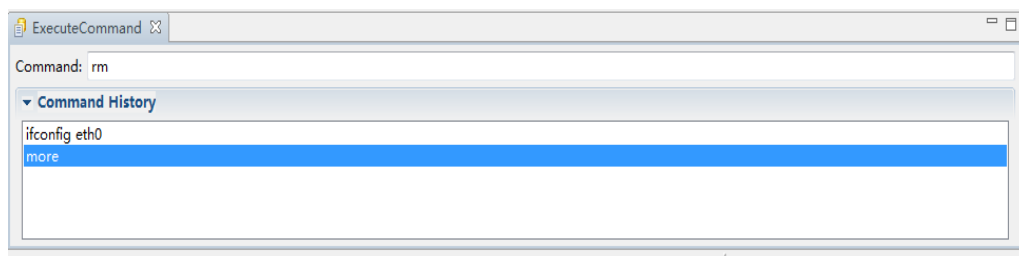 ExecuteCommand
Command: rm
Command History
ifconfig eth0
more